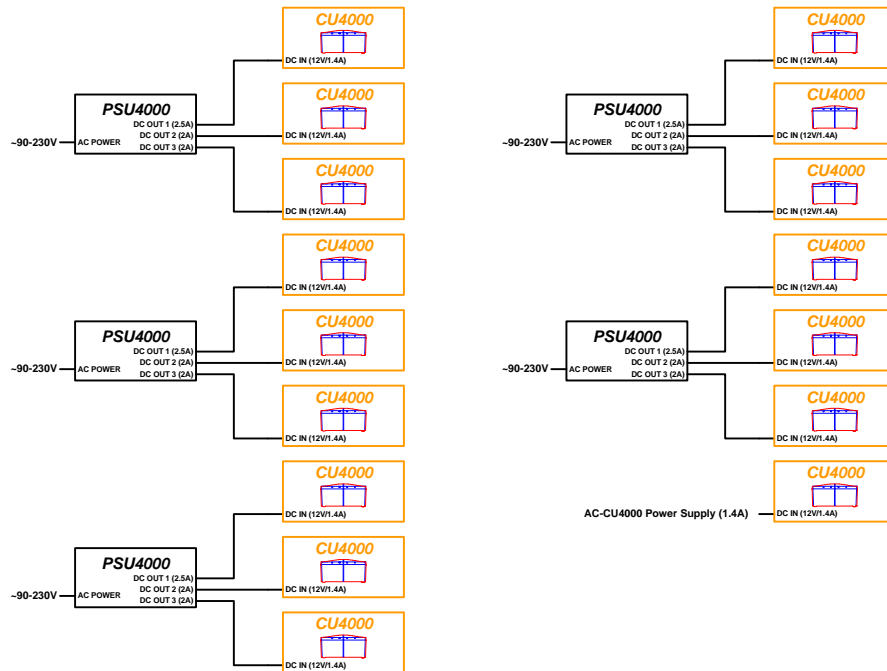 CU4000
DC IN (12V/1.4A)
PSU4000
DC OUT 1 (2.5A)
DC OUT 2 (2A)
DC OUT 3 (2A)
~90-230V
AC POWER
CU4000
DC IN (12V/1.4A)
CU4000
DC IN (12V/1.4A)
CU4000
DC IN (12V/1.4A)
PSU4000
DC OUT 1 (2.5A)
DC OUT 2 (2A)
DC OUT 3 (2A)
~90-230V
AC POWER
CU4000
DC IN (12V/1.4A)
CU4000
DC IN (12V/1.4A)
CU4000
DC IN (12V/1.4A)
PSU4000
DC OUT 1 (2.5A)
DC OUT 2 (2A)
DC OUT 3 (2A)
~90-230V
AC POWER
CU4000
DC IN (12V/1.4A)
CU4000
DC IN (12V/1.4A)
CU4000
DC IN (12V/1.4A)
PSU4000
DC OUT 1 (2.5A)
DC OUT 2 (2A)
DC OUT 3 (2A)
~90-230V
AC POWER
CU4000
DC IN (12V/1.4A)
CU4000
DC IN (12V/1.4A)
CU4000
DC IN (12V/1.4A)
PSU4000
DC OUT 1 (2.5A)
DC OUT 2 (2A)
DC OUT 3 (2A)
~90-230V
AC POWER
CU4000
DC IN (12V/1.4A)
CU4000
DC IN (12V/1.4A)
CU4000
AC-CU4000 Power Supply (1.4A)
DC IN (12V/1.4A)